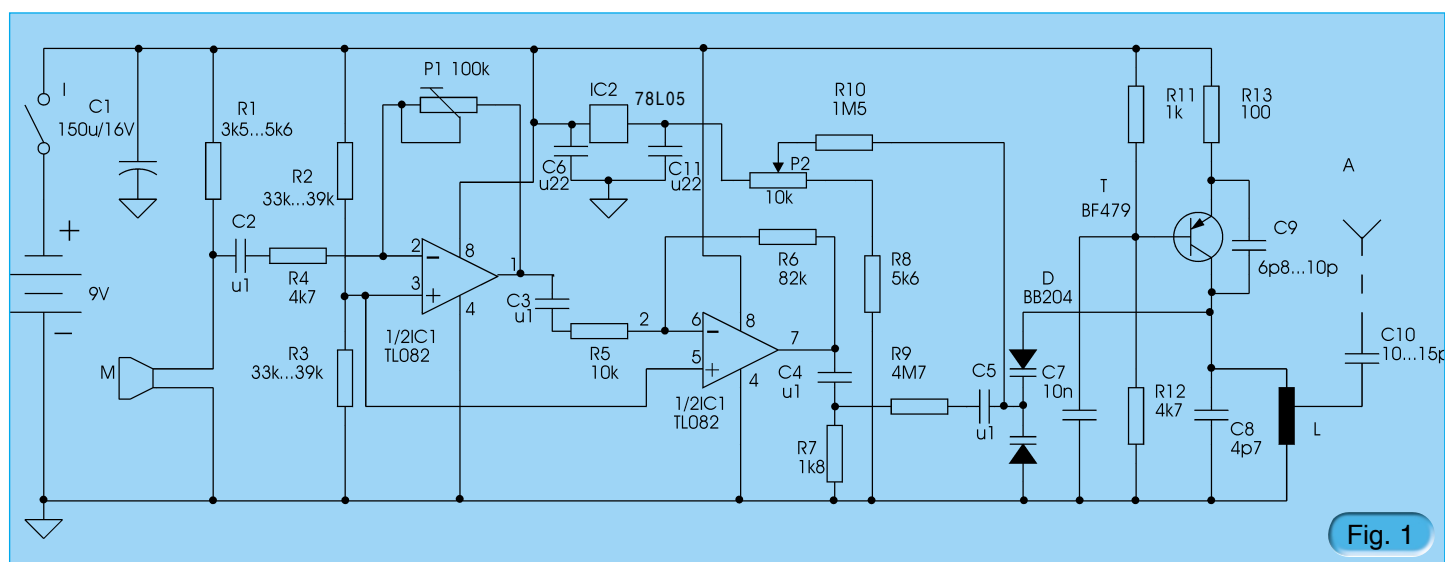 I
C1
150u/16V
+
9V
−
M
R1
3k5...5k6
C2
u1
R4
4k7
R2
33k...39k
R3
33k...39k
P1 100k
2
3
8
1
4
−
+
1/2IC1
TL082
C3
u1
R5
10k
IC2
78L05
C6
u22
C11
u22
P2
10k
R10
1M5
R6
82k
R8
5k6
2
6
5
8
7
4
−
+
1/2IC1
TL082
C4
u1
R7
1k8
R9
4M7
C5
u1
D
BB204
C7
10n
T
BF479
R11
1k
R13
100
C9
6p8...10p
R12
4k7
C8
4p7
L
A
C10
10...15p
Fig. 1